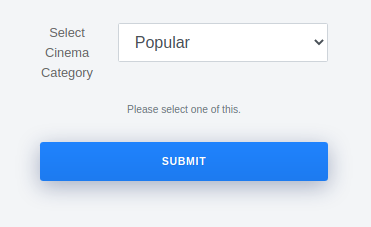 Select
Cinema
Category
Popular
Please select one of this.
SUBMIT